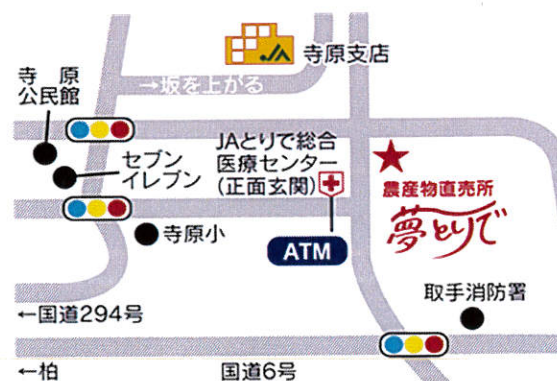 JA
寺原支店
寺原
公民館
→坂を上がる
セブン
イレブン
JAとりで総合
医療センター
(正面玄関)
農産物直売所
夢とりで
寺原小
ATM
取手消防署
←国道294号
←柏
国道6号